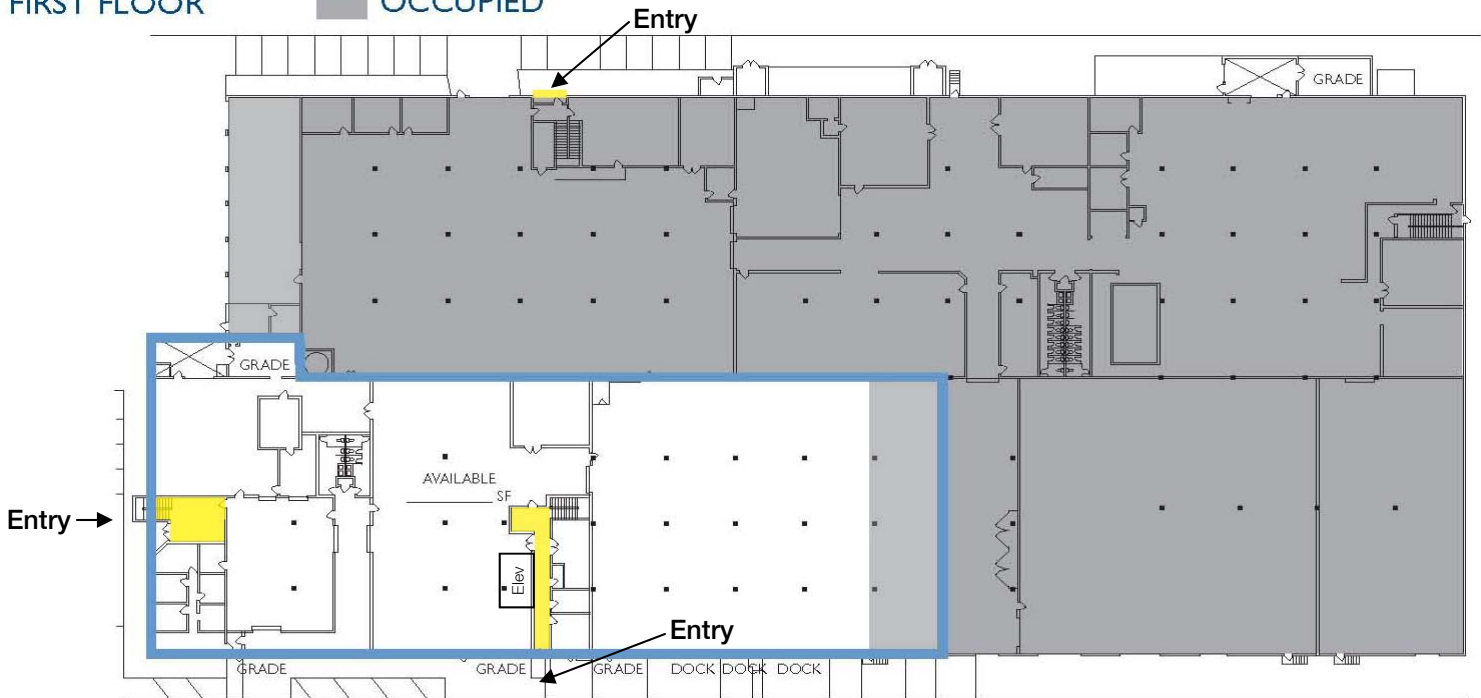 FIRST FLOOR
OCCUPIED
Entry
GRADE
GRADE
AVAILABLE
SF
Entry
Elev
Entry
GRADE
GRADE
GRADE
DOCK
DOCK
DOCK